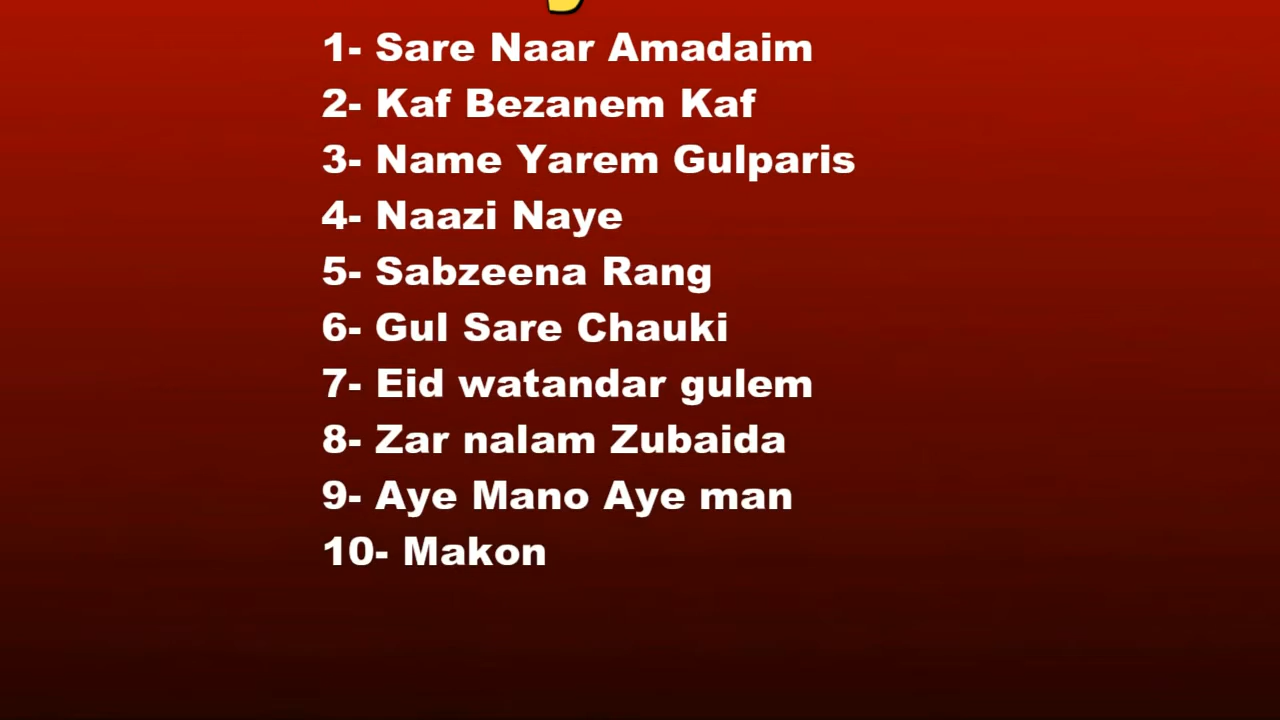 1- Sare Naar Amadaim
2- Kaf Bezanem Kaf
3- Name Yarem Gulparis
4- Naazi Naye
5- Sabzeena Rang
6- Gul Sare Chauki
7- Eid watandar gulem
8- Zar nalam Zubaida
9- Aye Mano Aye man
10- Makon